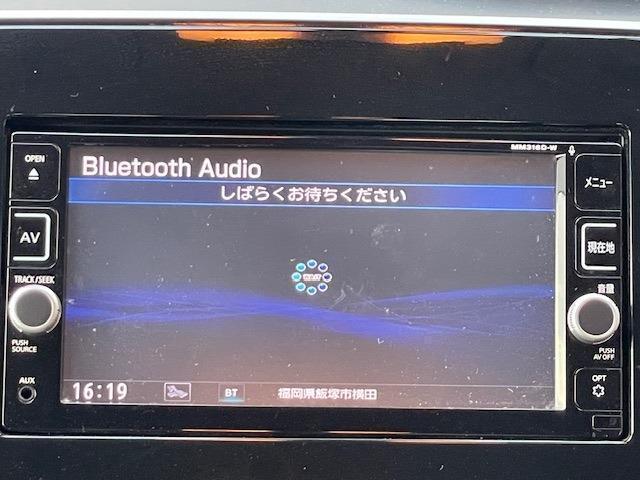 MM316D-W
OPEN
Bluetooth Audio
しばらくお待ちください
メニュー
AV
現在地
TRACK/SEEK
音量
WAIT
PUSH
SOURCE
PUSH
AV OFF
AUX
16:19
BT
福岡県飯塚市横田
OPT